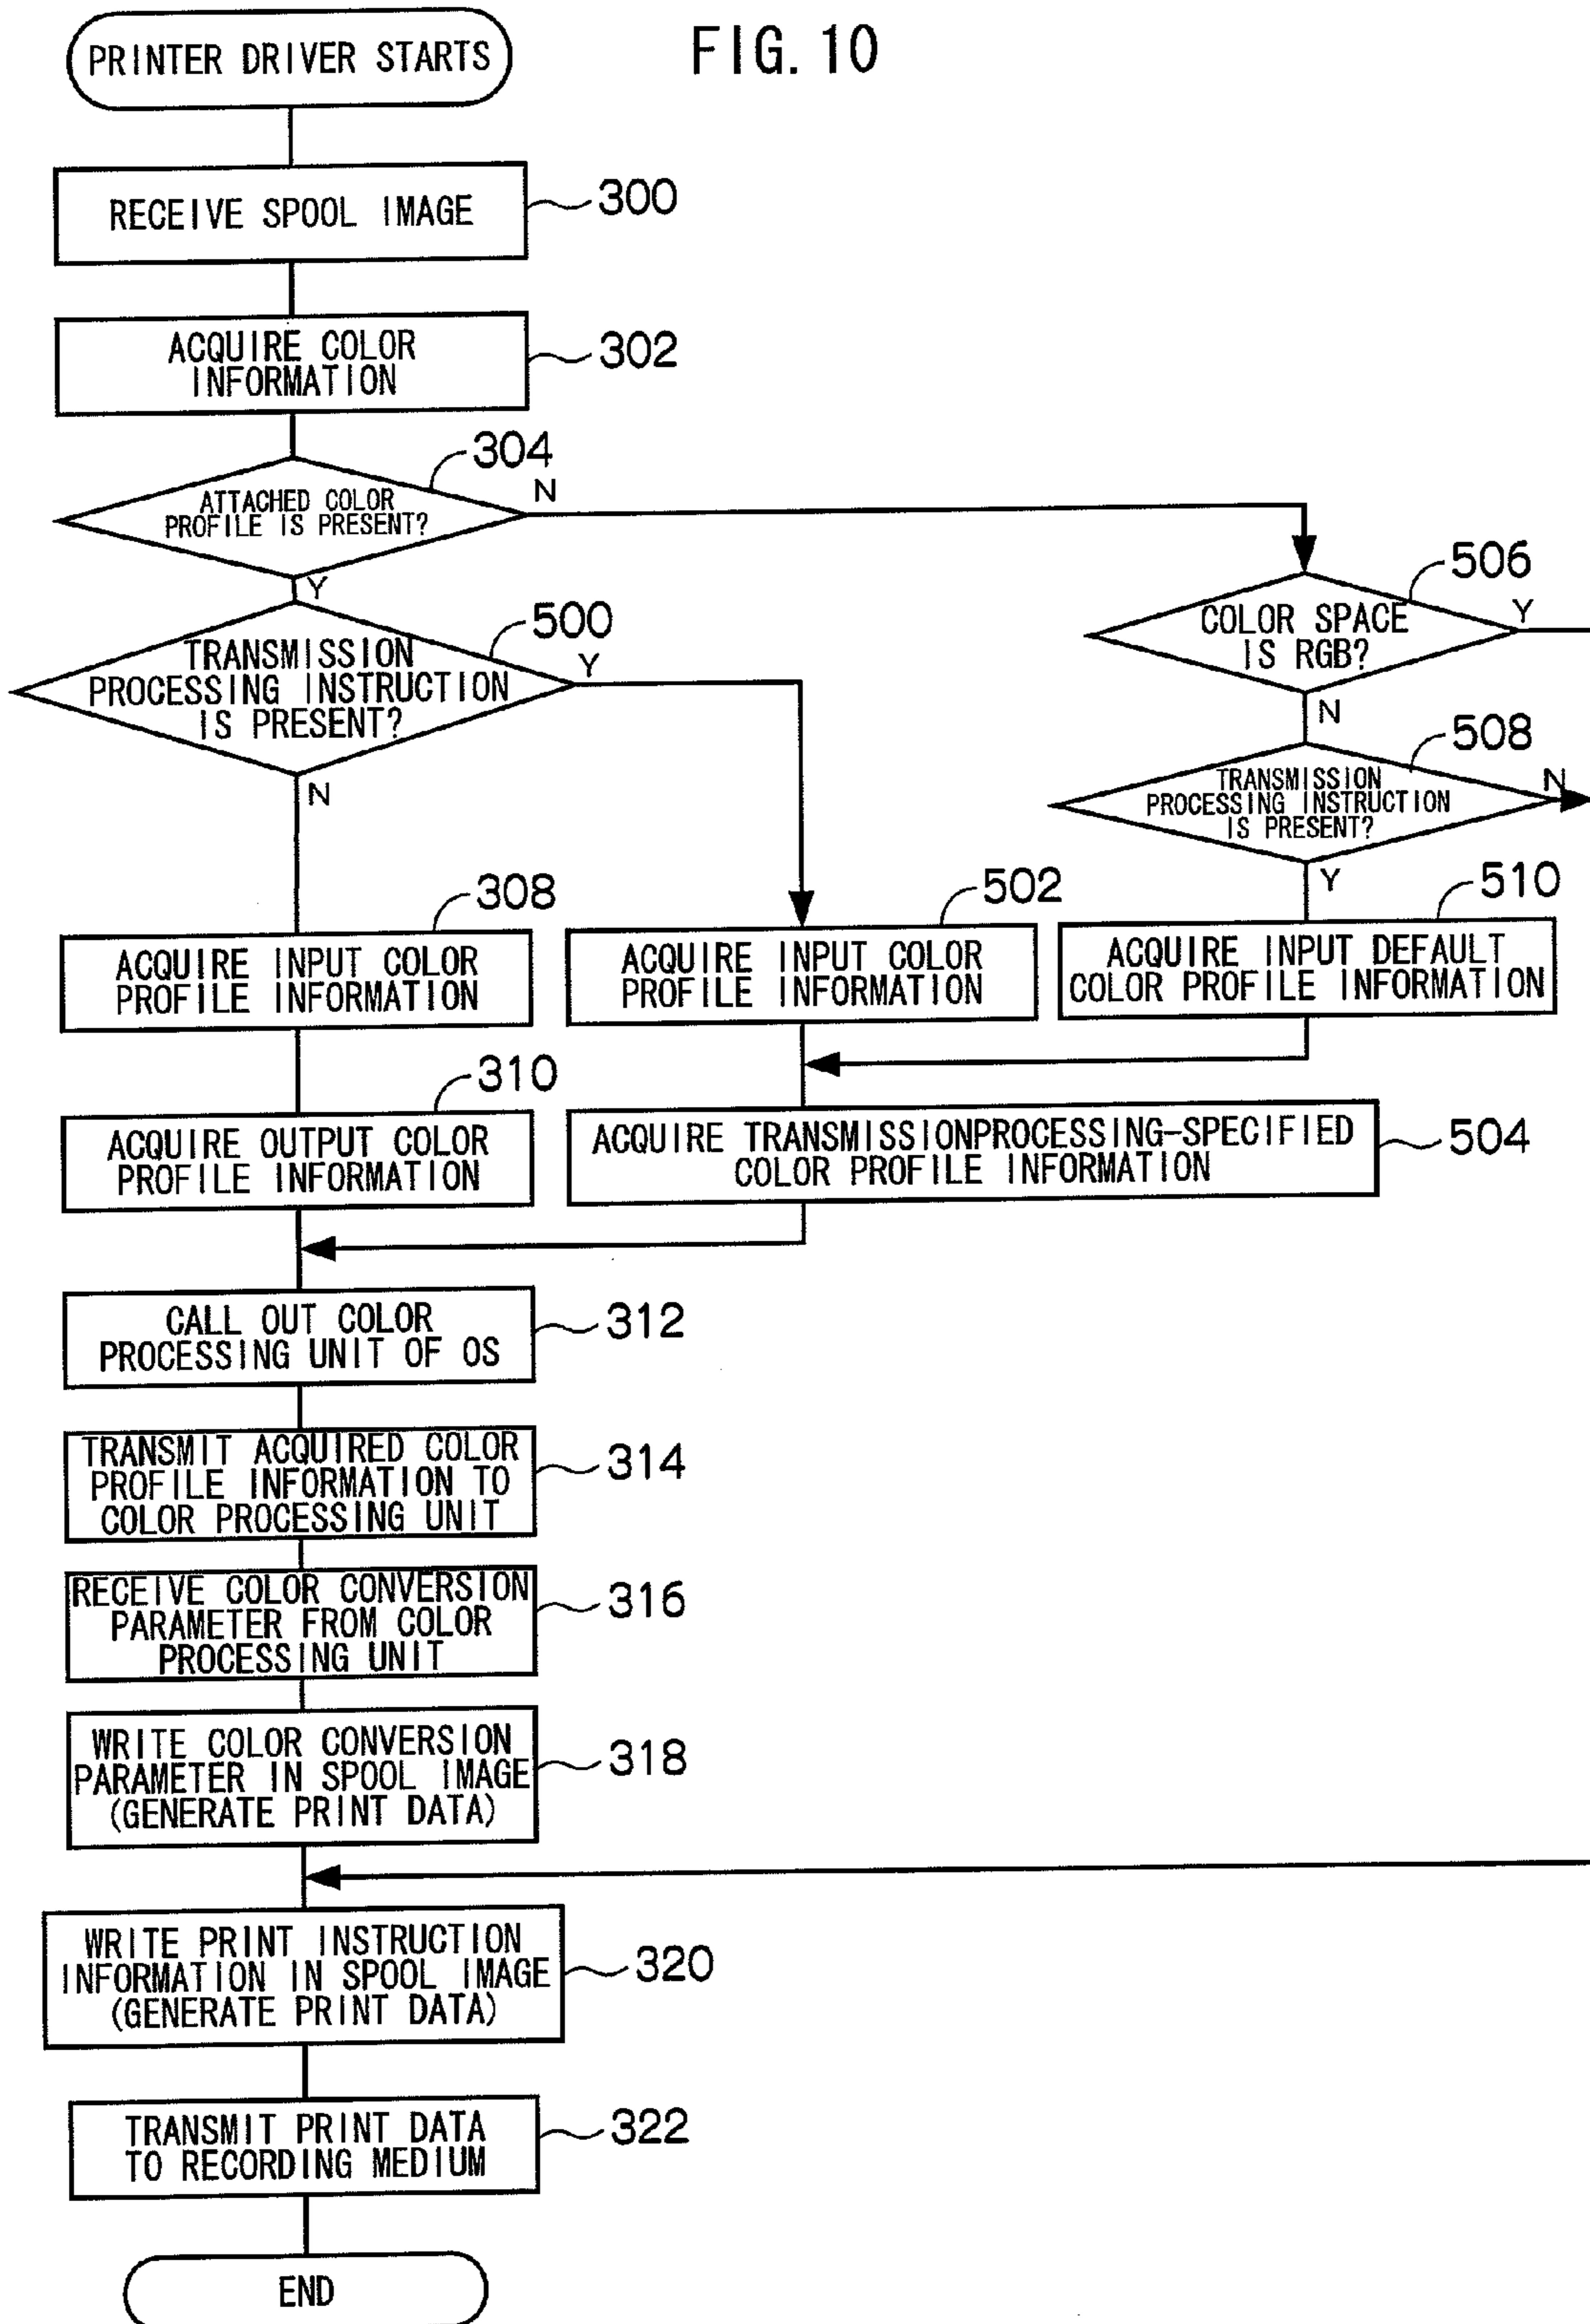 FIG. 10
PRINTER DRIVER STARTS
RECEIVE SPOOL IMAGE
300
ACQUIRE COLOR
INFORMATION
302
304
ATTACHED COLOR
PROFILE IS PRESENT?
N
Y
500
TRANSMISSION
PROCESSING INSTRUCTION
IS PRESENT?
Y
N
506
COLOR SPACE
IS RGB?
Y
N
508
TRANSMISSION
PROCESSING INSTRUCTION
IS PRESENT?
N
Y
308
ACQUIRE INPUT COLOR
PROFILE INFORMATION
502
ACQUIRE INPUT COLOR
PROFILE INFORMATION
510
ACQUIRE INPUT DEFAULT
COLOR PROFILE INFORMATION
310
ACQUIRE OUTPUT COLOR
PROFILE INFORMATION
ACQUIRE TRANSMISSIONPROCESSING-SPECIFIED
COLOR PROFILE INFORMATION
504
CALL OUT COLOR
PROCESSING UNIT OF OS
312
TRANSMIT ACQUIRED COLOR
PROFILE INFORMATION TO
COLOR PROCESSING UNIT
314
RECEIVE COLOR CONVERSION
PARAMETER FROM COLOR
PROCESSING UNIT
316
WRITE COLOR CONVERSION
PARAMETER IN SPOOL IMAGE
(GENERATE PRINT DATA)
318
WRITE PRINT INSTRUCTION
INFORMATION IN SPOOL IMAGE
(GENERATE PRINT DATA)
320
TRANSMIT PRINT DATA
TO RECORDING MEDIUM
322
END